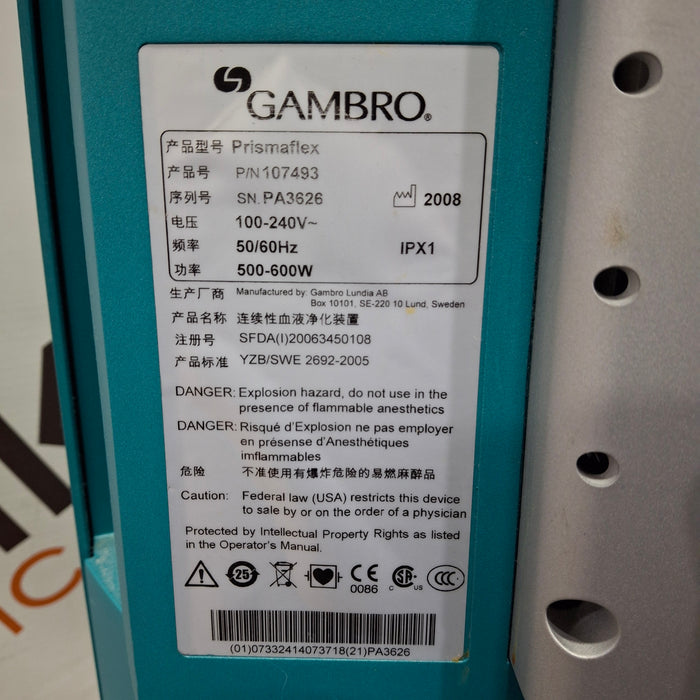 GAMBRO®
产品型号 Prismaflex
产品号 P/N 107493
序列号 SN. PA3626 2008
电压 100-240V~
频率 50/60Hz IPX1
功率 500-600W
生产厂商 Manufactured by: Gambro Lundia AB
Box 10101, SE-220 10 Lund, Sweden
产品名称 连续性血液净化装置
注册号 SFDA(I)20063450108
产品标准 YZB/SWE 2692-2005
DANGER: Explosion hazard, do not use in the
presence of flammable anesthetics
DANGER: Risqué d'Explosion ne pas employer
en présense d'Anesthétiques
imflammables
危险 不准使用有爆炸危险的易燃麻醉品
Caution: Federal law (USA) restricts this device
to sale by or on the order of a physician
Protected by Intellectual Property Rights as listed
in the Operator's Manual.
25 CE 0086 C SA US CCC
(01)07332414073718(21)PA3626